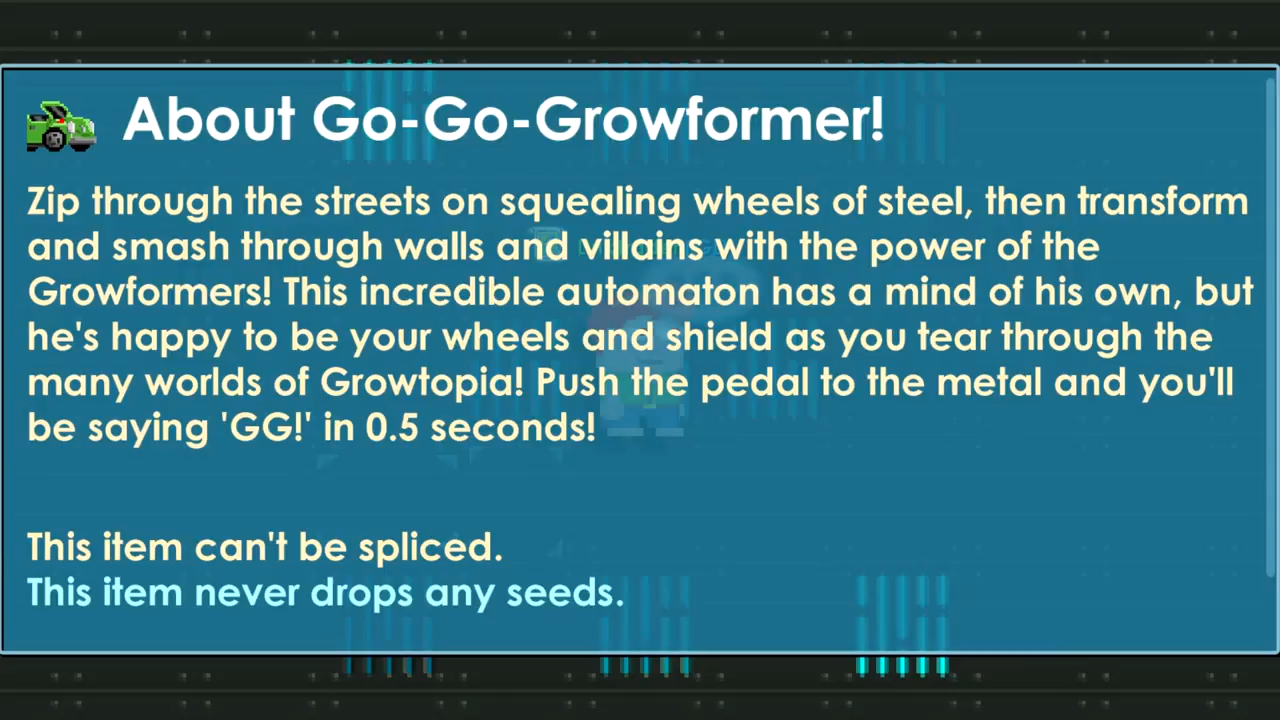 About Go-Go-Growformer!
Zip through the streets on squealing wheels of steel, then transform
and smash through walls and villains with the power of the
Growformers! This incredible automaton has a mind of his own, but
he's happy to be your wheels and shield as you tear through the
many worlds of Growtopia! Push the pedal to the metal and you'll
be saying 'GG!' in 0.5 seconds!
This item can't be spliced.
This item never drops any seeds.